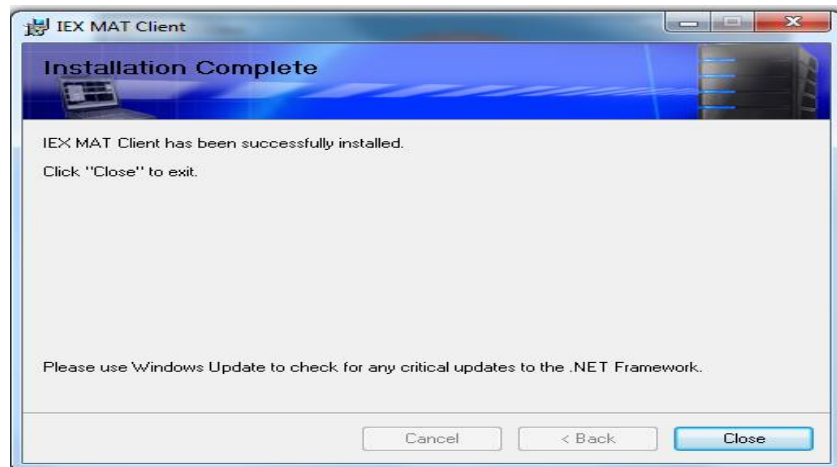 IEX MAT Client
Installation Complete
IEX MAT Client has been successfully installed.
Click "Close" to exit.
Please use Windows Update to check for any critical updates to the .NET Framework.
Cancel < Back Close